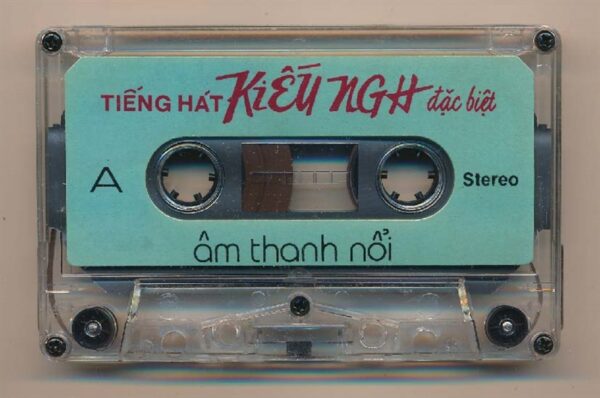 TIẾNG HÁT KIỀU NGA đặc biệt
A
Stereo
âm thanh nổi